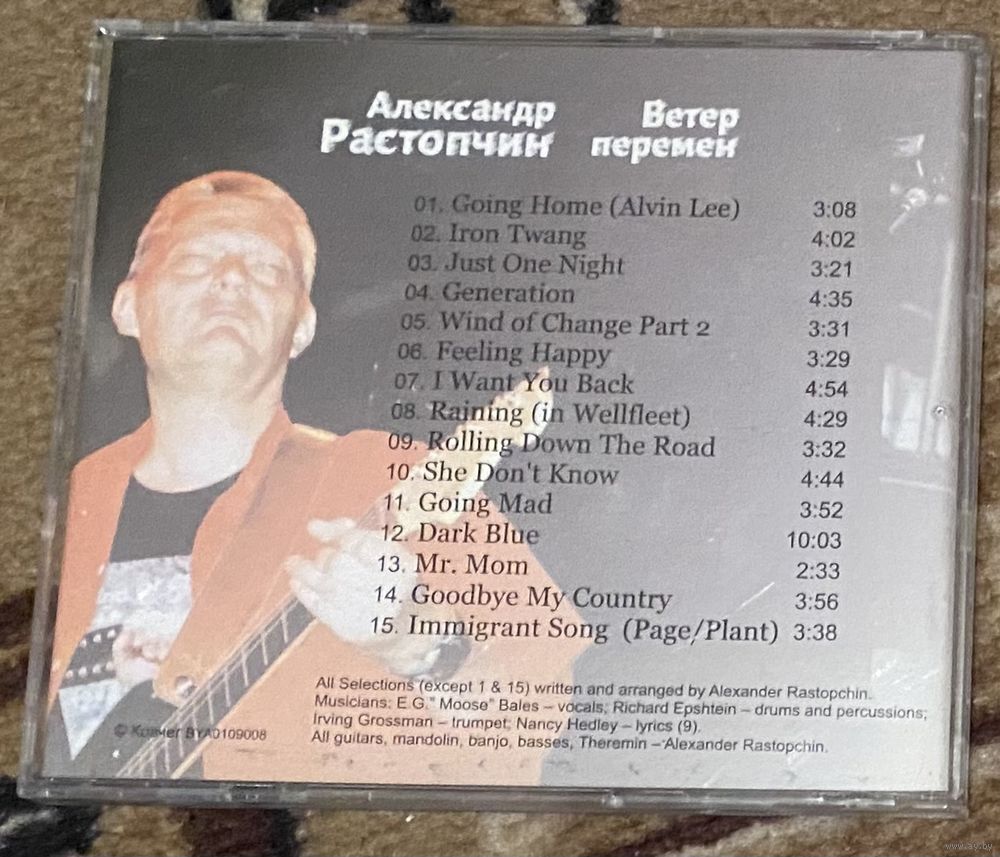 Александр
Растопчин
Ветер
перемен
01. Going Home (Alvin Lee) 3:08
02. Iron Twang 4:02
03. Just One Night 3:21
04. Generation 4:35
05. Wind of Change Part 2 3:31
06. Feeling Happy 3:29
07. I Want You Back 4:54
08. Raining (in Wellfleet) 4:29
09. Rolling Down The Road 3:32
10. She Don't Know 4:44
11. Going Mad 3:52
12. Dark Blue 10:03
13. Mr. Mom 2:33
14. Goodbye My Country 3:56
15. Immigrant Song (Page/Plant) 3:38
All Selections (except 1 & 15) written and arranged by Alexander Rastopchin.
Musicians: E.G." Moose" Bales – vocals; Richard Epshtein – drums and percussions;
Irving Grossman – trumpet; Nancy Hedley – lyrics (9).
All guitars, mandolin, banjo, basses, Theremin – Alexander Rastopchin.
© BYA0109008
www.ay.by